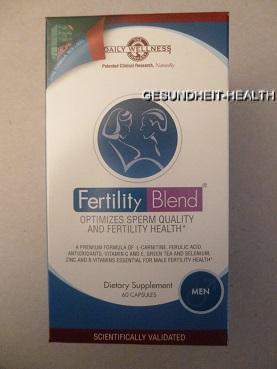 DAILY WELLNESS
Patented Clinical Research, Naturally
GESUNDHEIT-HEALTH
Fertility Blend®
OPTIMIZES SPERM QUALITY
AND FERTILITY HEALTH*
A PREMIUM FORMULA OF L-CARNITINE, FERULIC ACID,
ANTIOXIDANTS, VITAMIN C AND E, GREEN TEA AND SELENIUM,
ZINC AND B VITAMINS ESSENTIAL FOR MALE FERTILITY HEALTH*
Dietary Supplement
60 CAPSULES
MEN
SCIENTIFICALLY VALIDATED